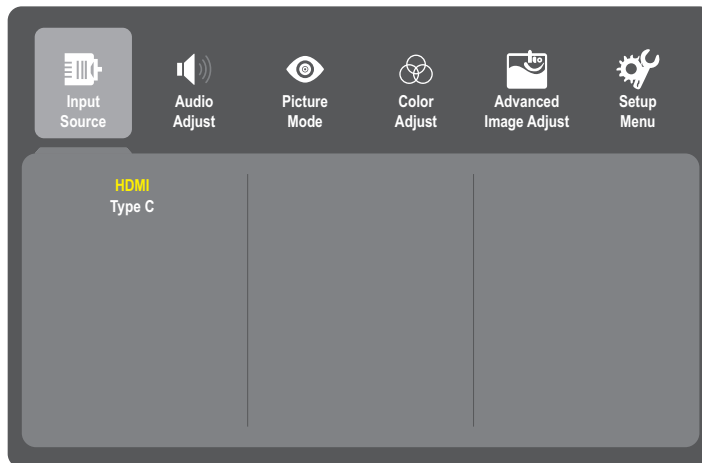 Input
Source
Audio
Adjust
Picture
Mode
Color
Adjust
Advanced
Image Adjust
Setup
Menu
HDMI
Type C